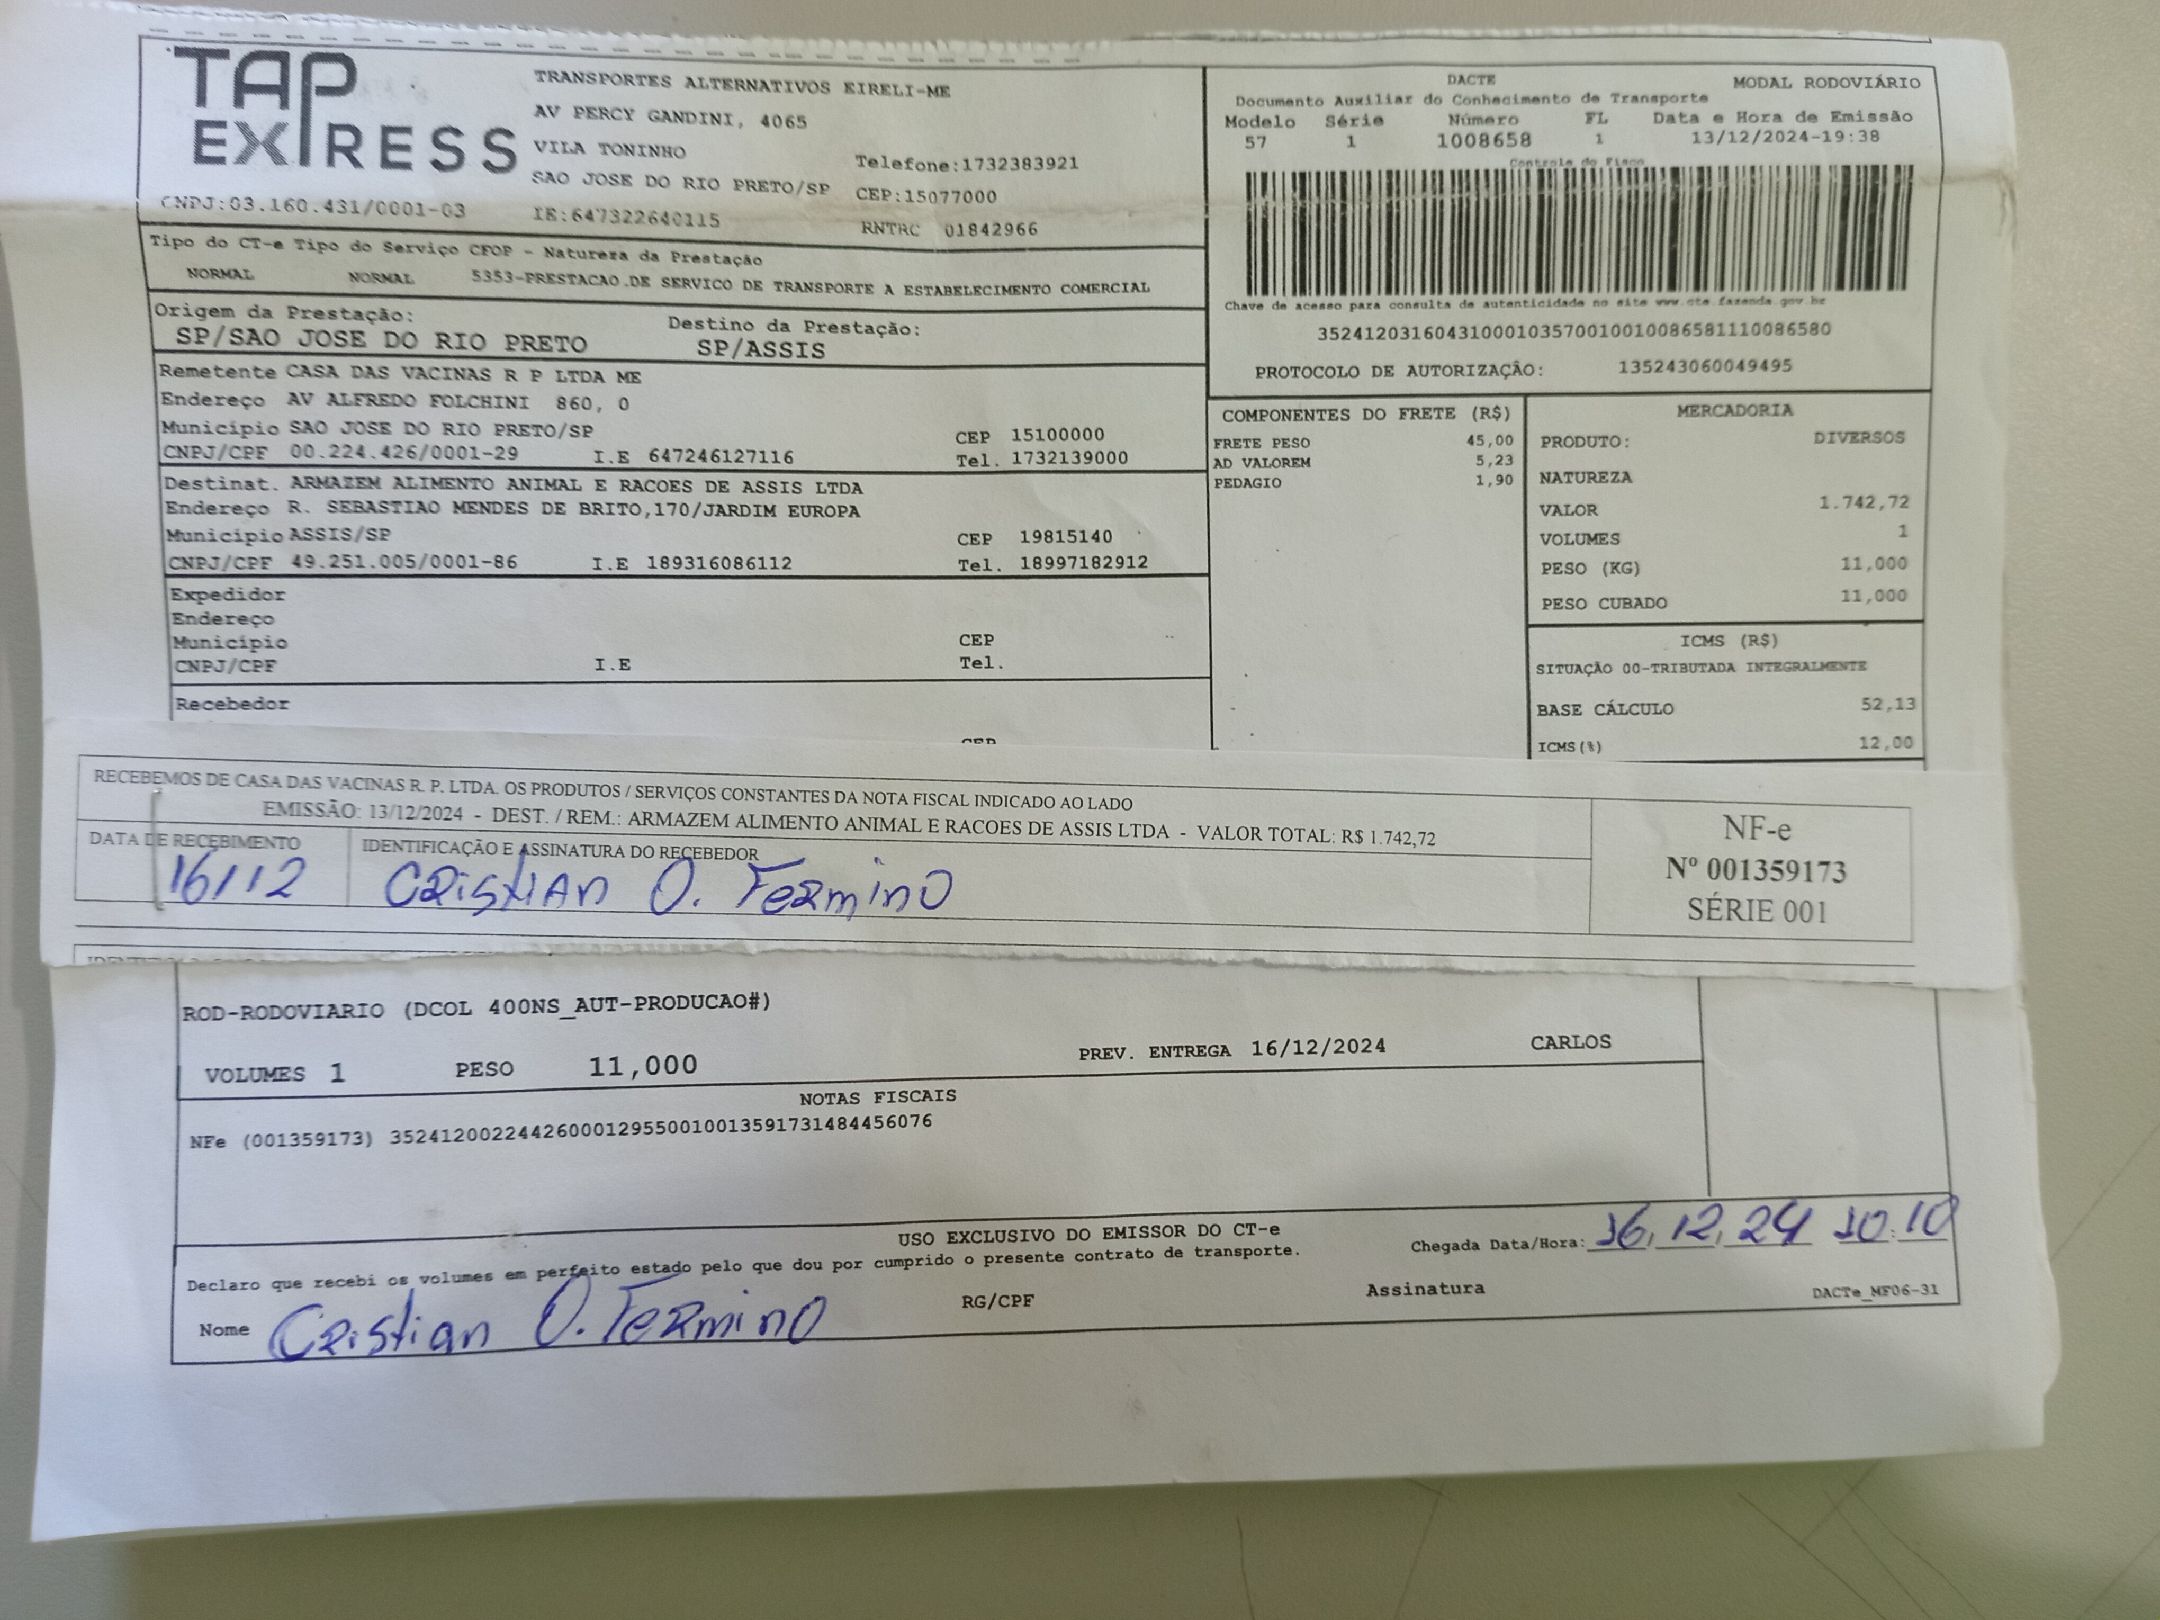 TAP EXPRESS
TRANSPORTES ALTERNATIVOS EIRELI-ME
AV PERCY GANDINI, 4065
VILA TONINHO
Telefone:1732383921
SAO JOSE DO RIO PRETO/SP CEP:15077000
CNPJ:03.160.431/0001-03 IE:647322640115 RNTRC 01842966
DACTE MODAL RODOVIÁRIO
Documento Auxiliar do Conhecimento de Transporte
Modelo Série Número FL Data e Hora de Emissão
57 1 1008658 1 13/12/2024-19:38
Controle do Fisco
Chave de acesso para consulta de autenticidade no site www.cte.fazenda.gov.br
35241203160431000103570010010086581110086580
PROTOCOLO DE AUTORIZAÇÃO: 135243060049495
Tipo do CT-e Tipo do Serviço CFOP - Natureza da Prestação
NORMAL NORMAL 5353-PRESTACAO.DE SERVICO DE TRANSPORTE A ESTABELECIMENTO COMERCIAL
Origem da Prestação: Destino da Prestação:
SP/SAO JOSE DO RIO PRETO SP/ASSIS
Remetente CASA DAS VACINAS R P LTDA ME
Endereço AV ALFREDO FOLCHINI 860, 0
Município SAO JOSE DO RIO PRETO/SP CEP 15100000
CNPJ/CPF 00.224.426/0001-29 I.E 647246127116 Tel. 1732139000
Destinat. ARMAZEM ALIMENTO ANIMAL E RACOES DE ASSIS LTDA
Endereço R. SEBASTIAO MENDES DE BRITO,170/JARDIM EUROPA
Município ASSIS/SP CEP 19815140
CNPJ/CPF 49.251.005/0001-86 I.E 189316086112 Tel. 18997182912
Expedidor
Endereço
Município CEP
CNPJ/CPF I.E Tel.
Recebedor
CEP
COMPONENTES DO FRETE (R$)
FRETE PESO 45,00
AD VALOREM 5,23
PEDAGIO 1,90
MERCADORIA
PRODUTO: DIVERSOS
NATUREZA
VALOR 1.742,72
VOLUMES 1
PESO (KG) 11,000
PESO CUBADO 11,000
ICMS (R$)
SITUAÇÃO 00-TRIBUTADA INTEGRALMENTE
BASE CÁLCULO 52,13
ICMS(%) 12,00
RECEBEMOS DE CASA DAS VACINAS R. P. LTDA. OS PRODUTOS / SERVIÇOS CONSTANTES DA NOTA FISCAL INDICADO AO LADO
EMISSÃO: 13/12/2024 - DEST. / REM.: ARMAZEM ALIMENTO ANIMAL E RACOES DE ASSIS LTDA - VALOR TOTAL: R$ 1.742,72
DATA DE RECEBIMENTO IDENTIFICAÇÃO E ASSINATURA DO RECEBEDOR
16/12 CRistiAn O. FeRminO
NF-e
Nº 001359173
SÉRIE 001
ROD-RODOVIARIO (DCOL 400NS_AUT-PRODUCAO#)
VOLUMES 1 PESO 11,000 PREV. ENTREGA 16/12/2024 CARLOS
NOTAS FISCAIS
NFe (001359173) 35241200224426000129550010013591731484456076
USO EXCLUSIVO DO EMISSOR DO CT-e
Declaro que recebi os volumes em perfeito estado pelo que dou por cumprido o presente contrato de transporte.
Chegada Data/Hora: 16, 12, 24 10:10
Nome CRistian O. FeRminO RG/CPF Assinatura
DACTe_MF06-31